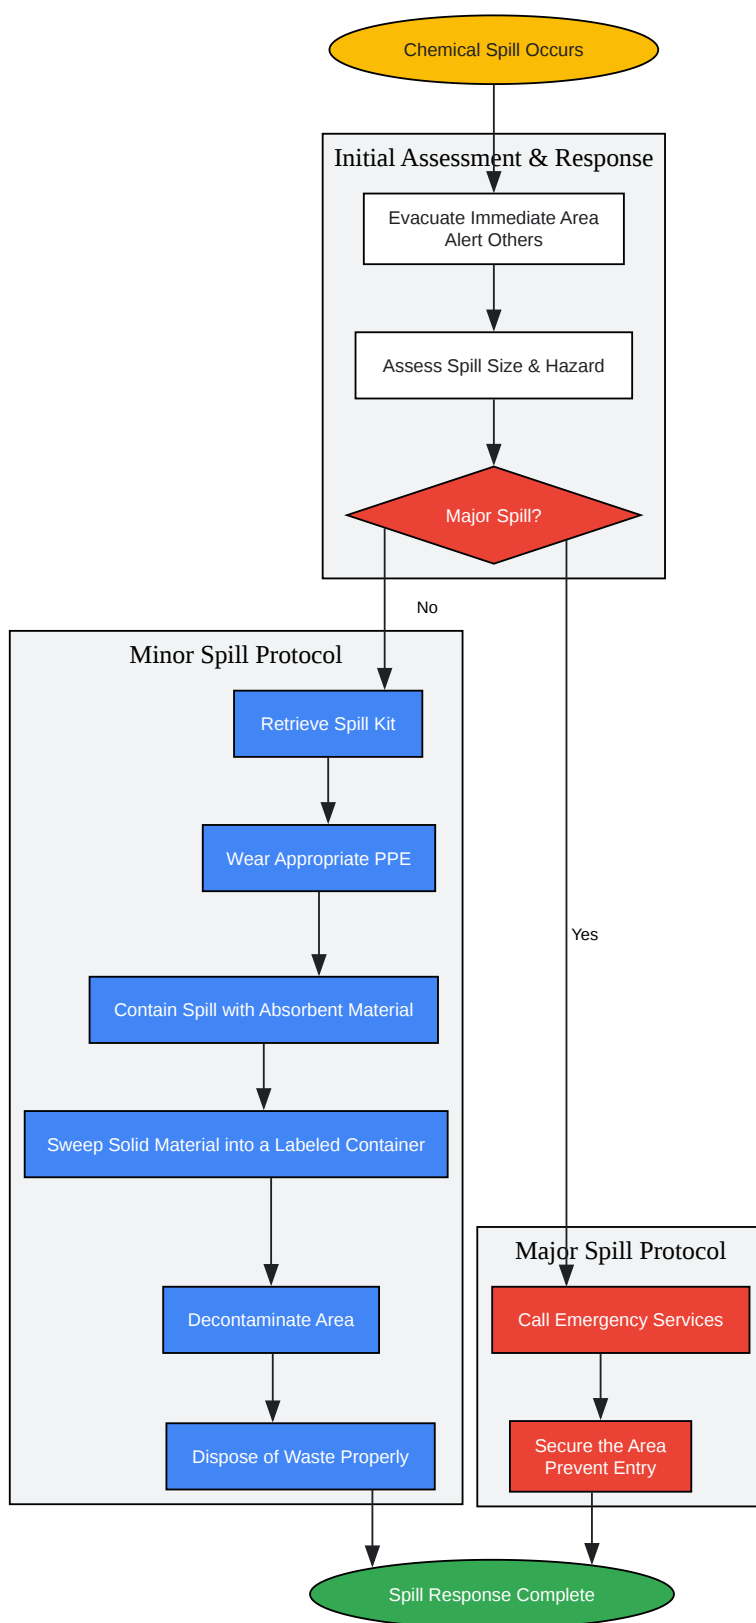 Chemical Spill Occurs
Initial Assessment & Response
Evacuate Immediate Area
Alert Others
Assess Spill Size & Hazard
Major Spill?
No
Minor Spill Protocol
Retrieve Spill Kit
Wear Appropriate PPE
Yes
Contain Spill with Absorbent Material
Sweep Solid Material into a Labeled Container
Major Spill Protocol
Decontaminate Area
Call Emergency Services
Dispose of Waste Properly
Secure the Area
Prevent Entry
Spill Response Complete